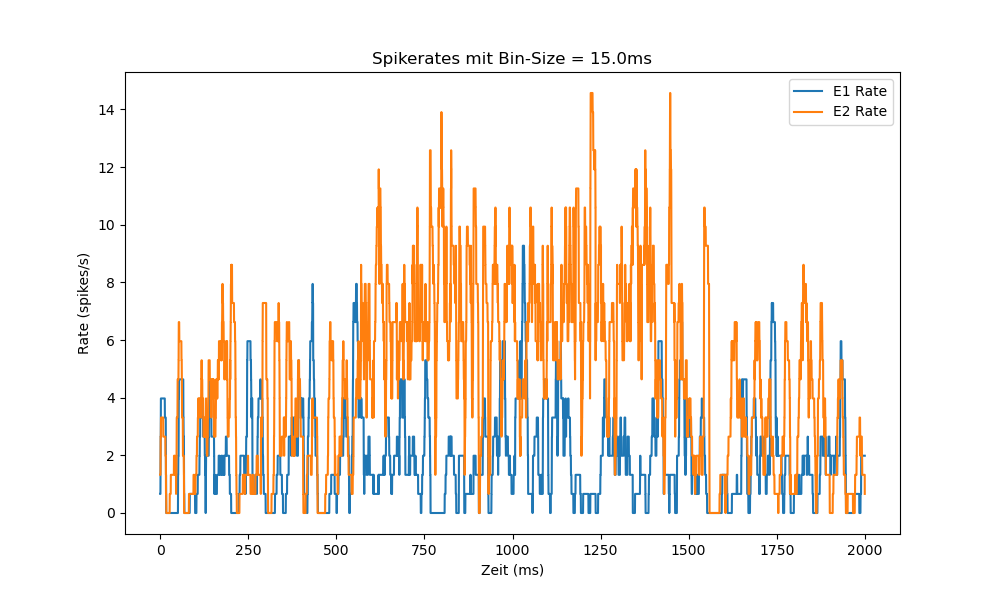 Spikerates mit Bin-Size = 15.0ms
E1 Rate
E2 Rate
14
12
10
8
6
4
2
0
Rate (spikes/s)
0 250 500 750 1000 1250 1500 1750 2000
Zeit (ms)